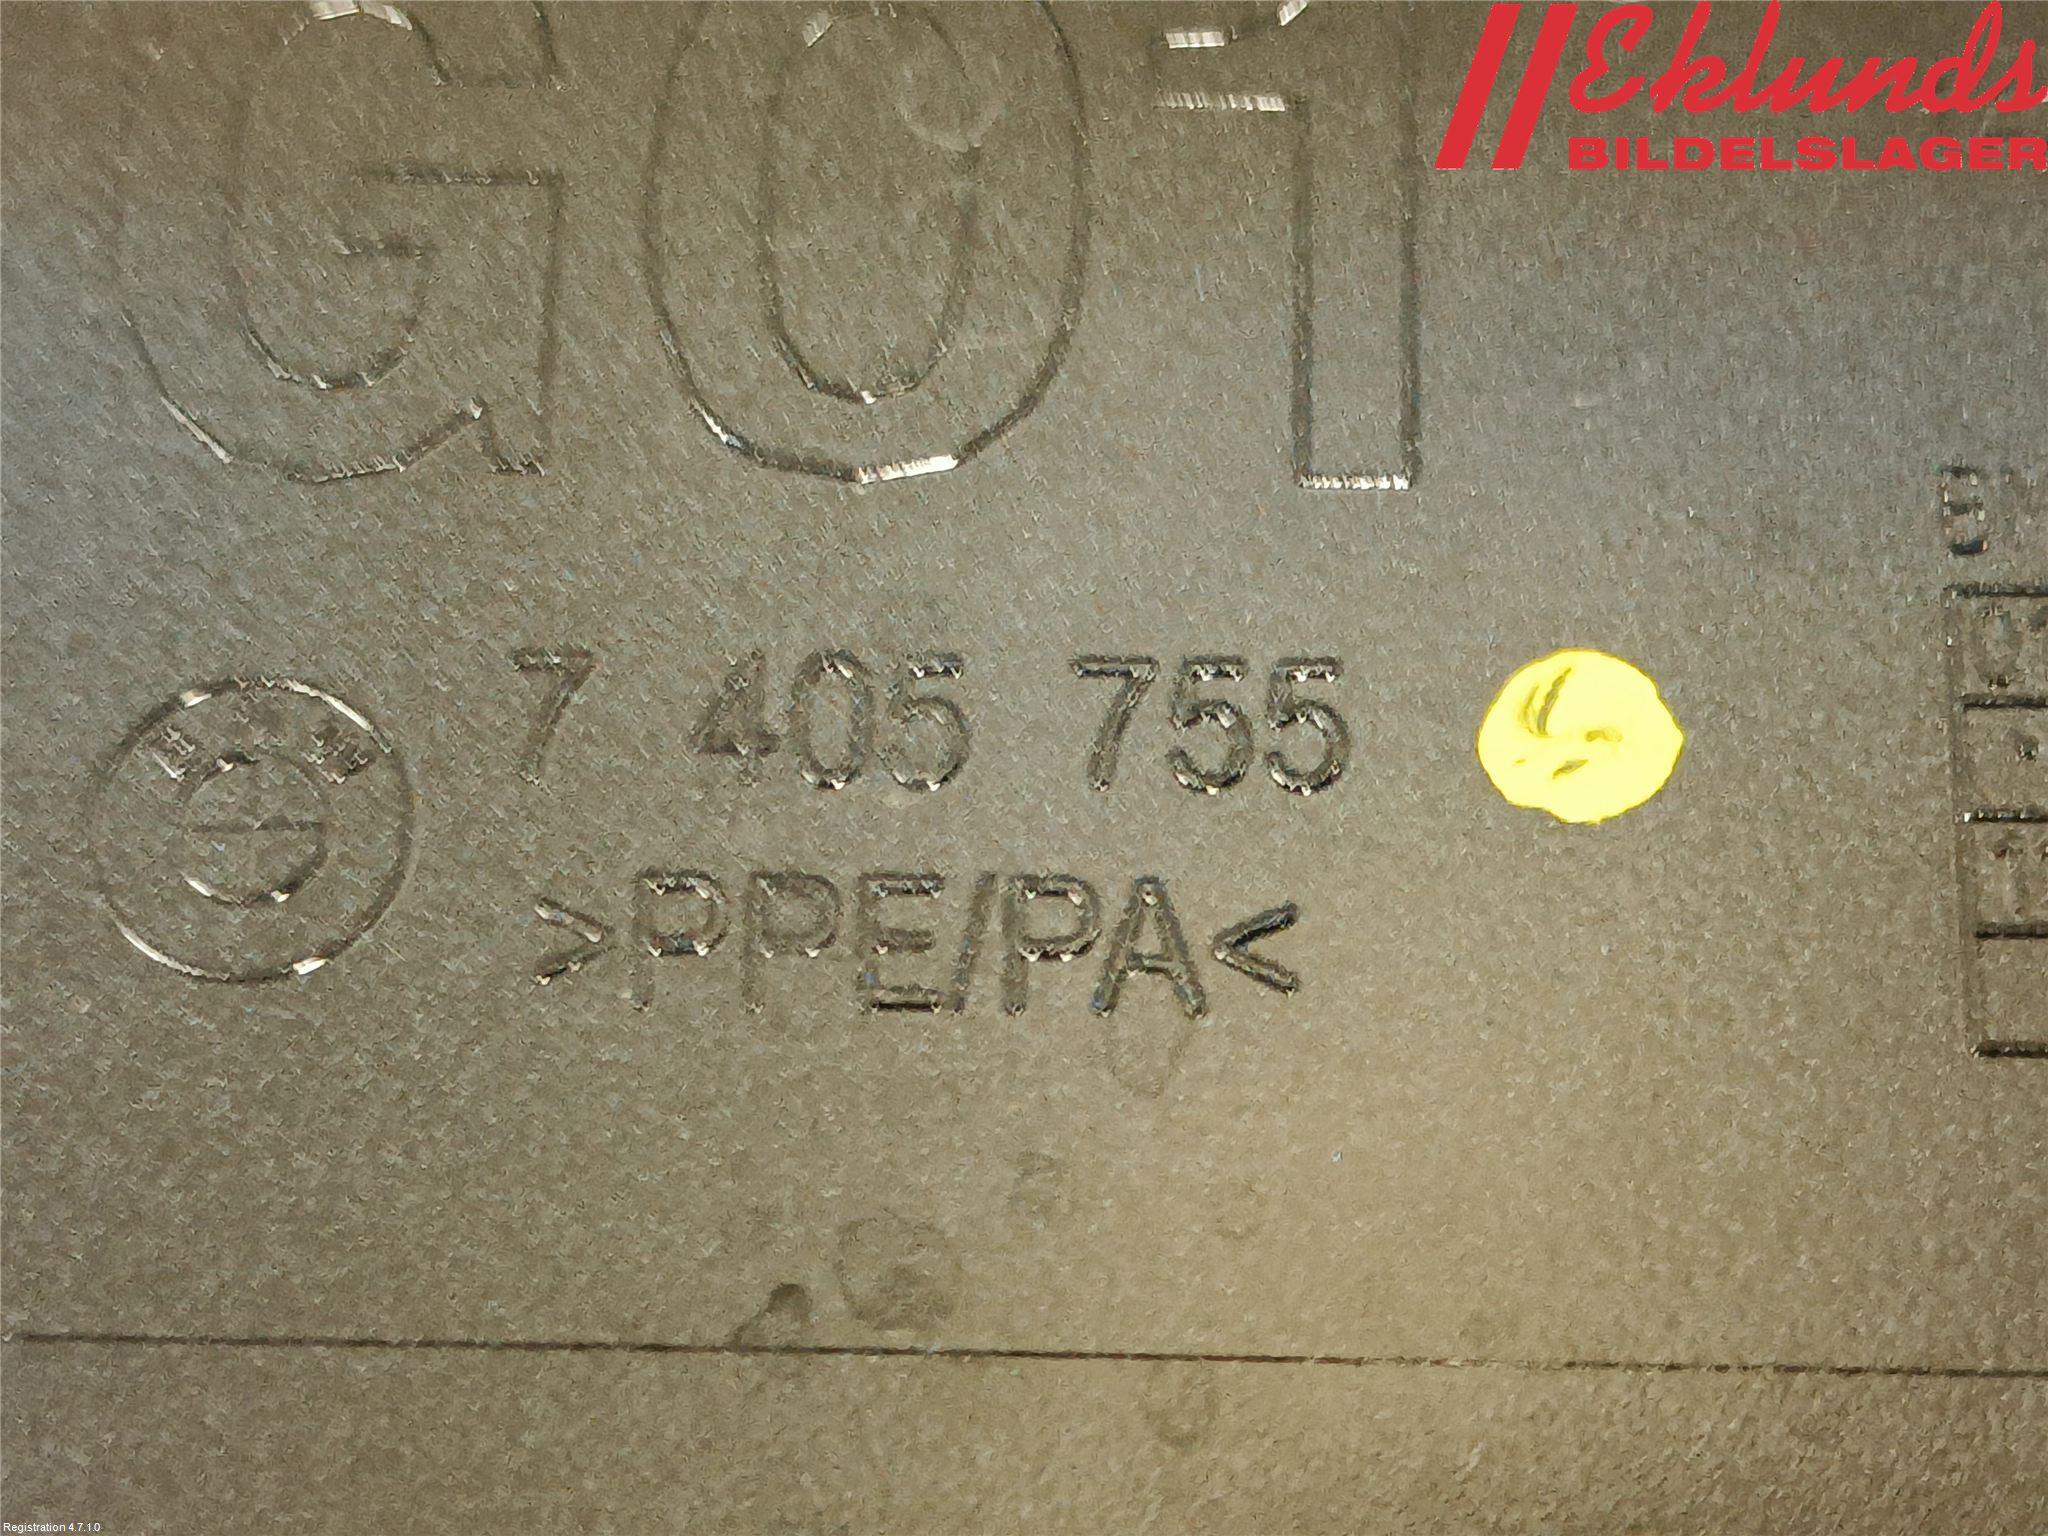 Eklunds
BILDELSLAGER
G01
7 405 755
>PPE/PA<
Registration 4.7.1.0